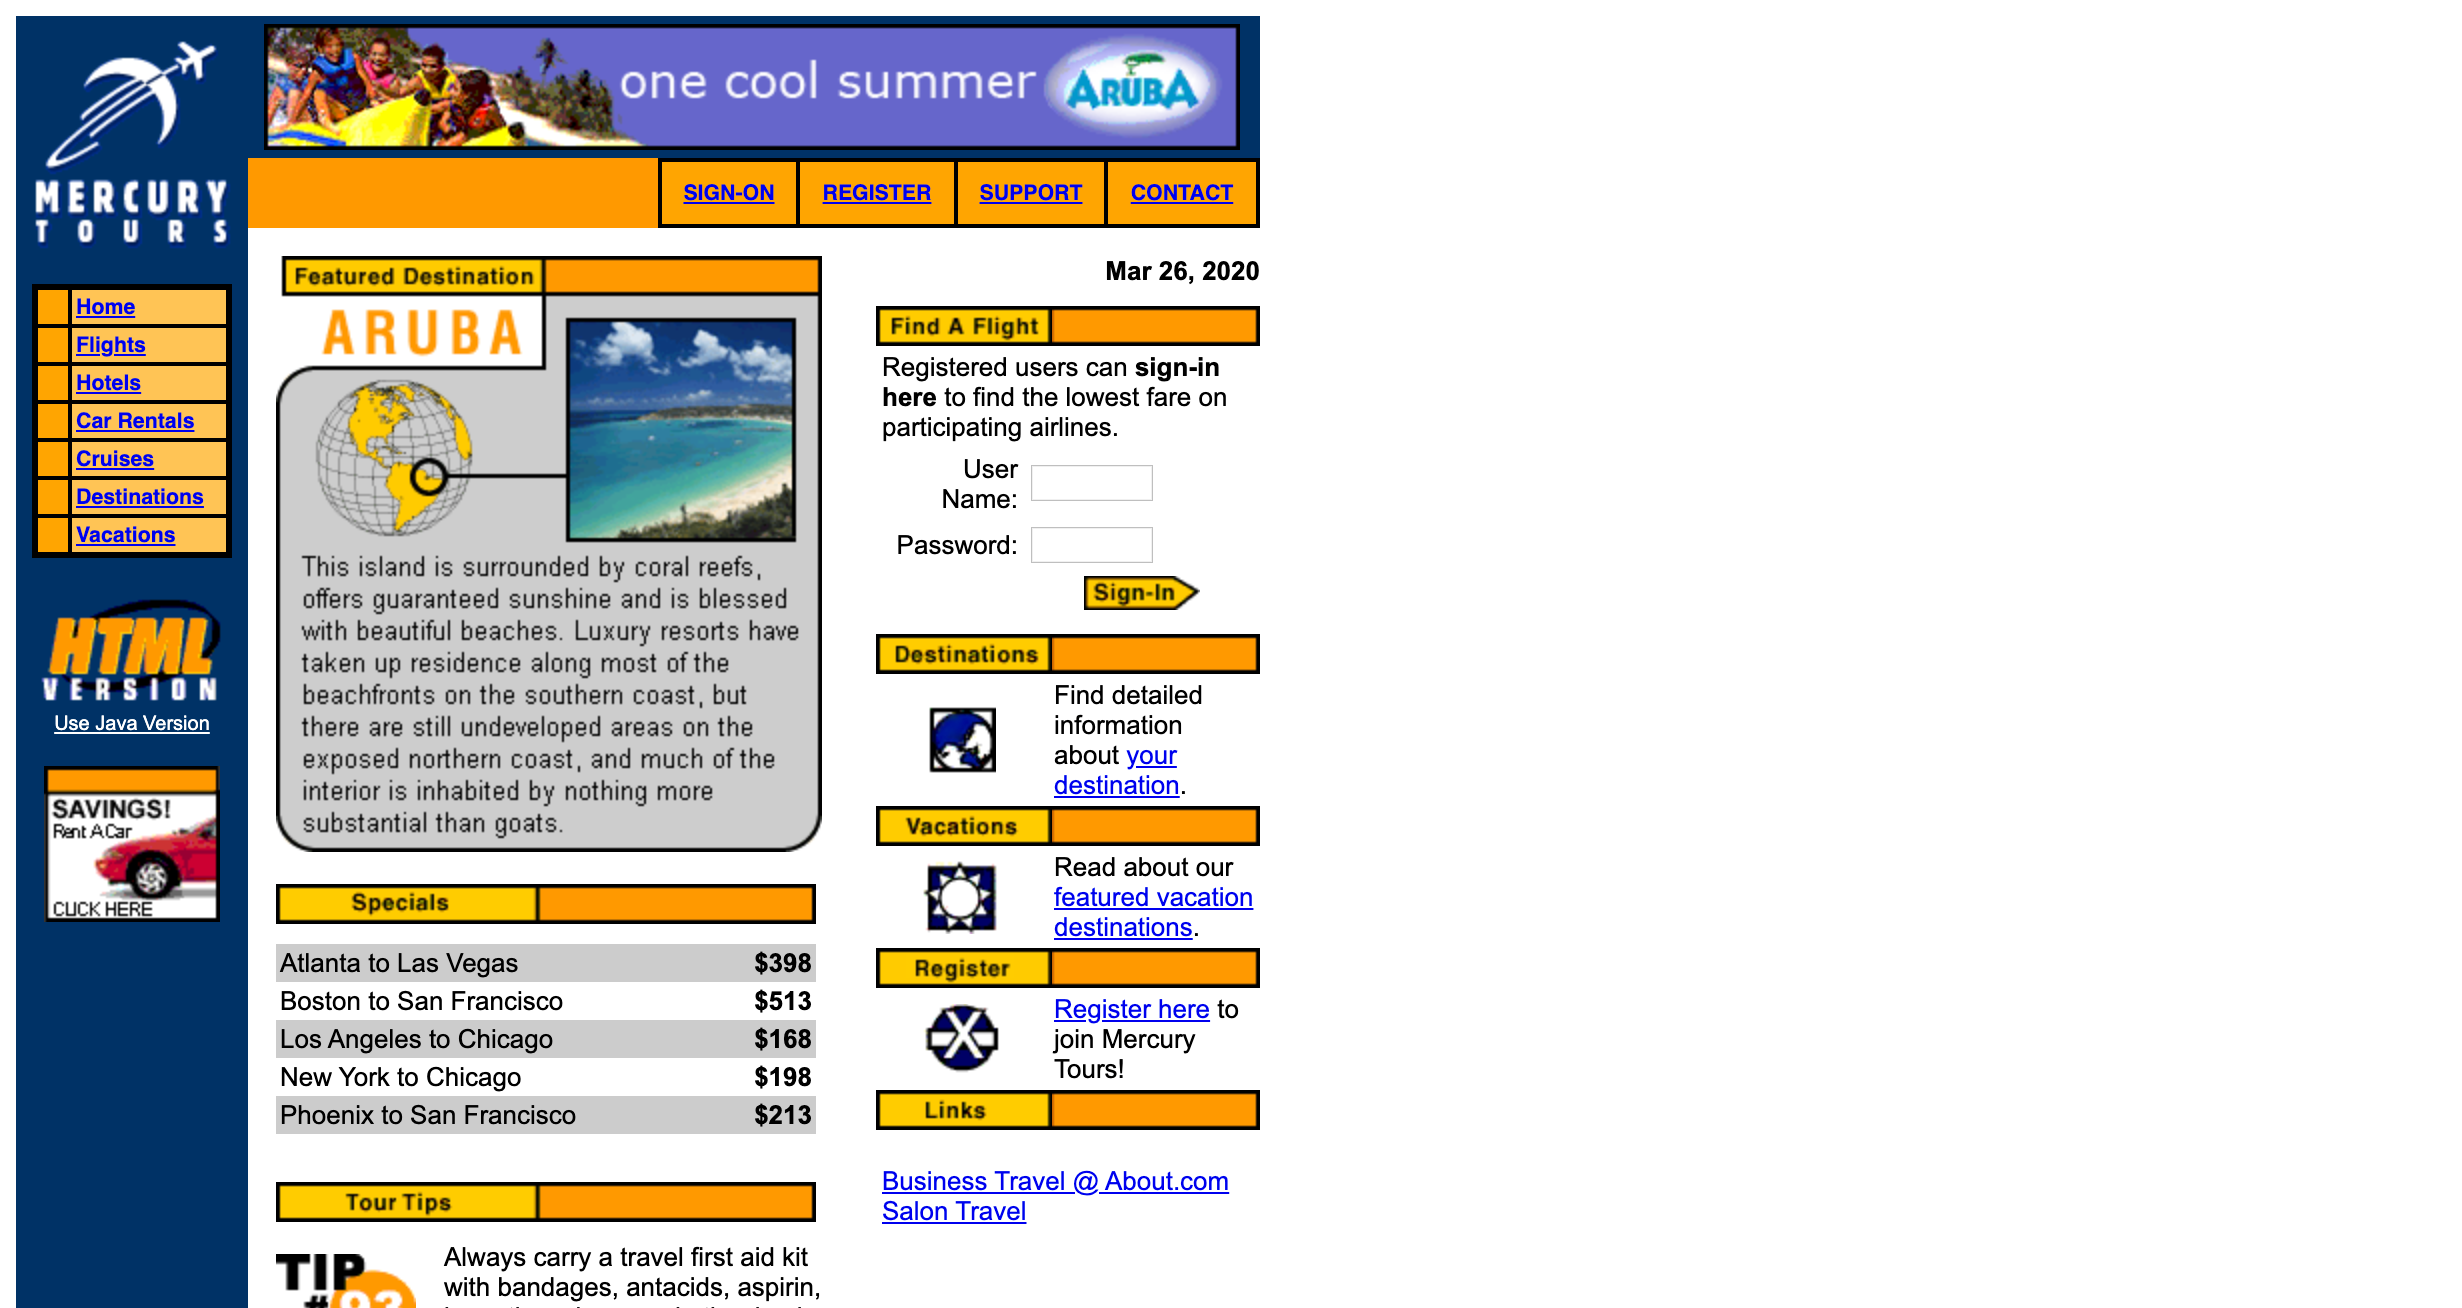 MERCURY
TOURS
one cool summer ARUBA
SIGN-ON REGISTER SUPPORT CONTACT
Home
Flights
Hotels
Car Rentals
Cruises
Destinations
Vacations
HTML
VERSION
Use Java Version
SAVINGS!
Rent A Car
CLICK HERE
Featured Destination
ARUBA
This island is surrounded by coral reefs,
offers guaranteed sunshine and is blessed
with beautiful beaches. Luxury resorts have
taken up residence along most of the
beachfronts on the southern coast, but
there are still undeveloped areas on the
exposed northern coast, and much of the
interior is inhabited by nothing more
substantial than goats.
Specials
Atlanta to Las Vegas $398
Boston to San Francisco $513
Los Angeles to Chicago $168
New York to Chicago $198
Phoenix to San Francisco $213
Tour Tips
TIP
Always carry a travel first aid kit
with bandages, antacids, aspirin,
Mar 26, 2020
Find A Flight
Registered users can sign-in
here to find the lowest fare on
participating airlines.
User
Name:
Password:
Sign-In
Destinations
Find detailed
information
about your
destination.
Vacations
Read about our
featured vacation
destinations.
Register
Register here to
join Mercury
Tours!
Links
Business Travel @ About.com
Salon Travel